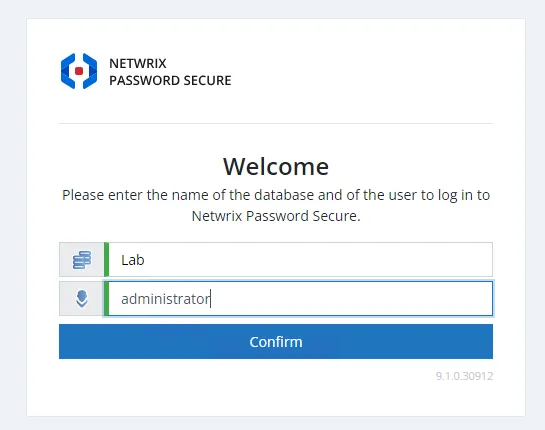 NETWRIX
PASSWORD SECURE
Welcome
Please enter the name of the database and of the user to log in to
Netwrix Password Secure.
Lab
administrator
Confirm
9.1.0.30912